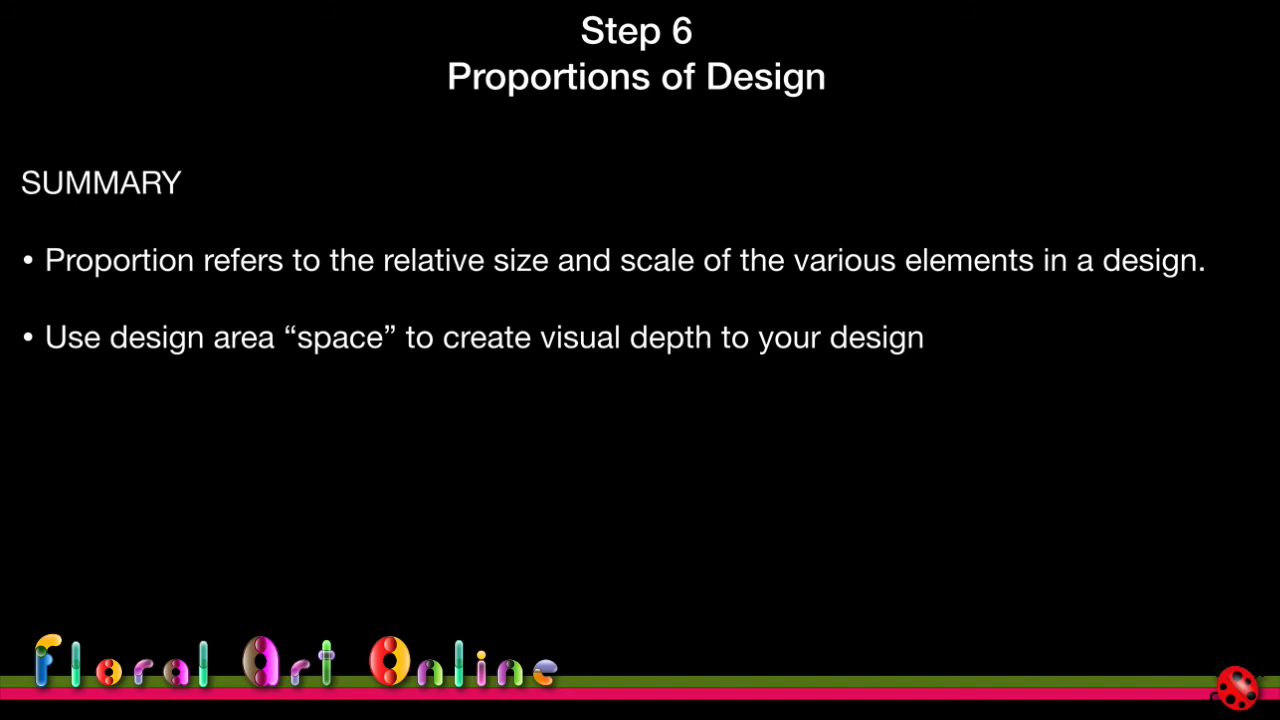 Step 6
Proportions of Design
SUMMARY
• Proportion refers to the relative size and scale of the various elements in a design.
• Use design area “space” to create visual depth to your design
Floral Art Online